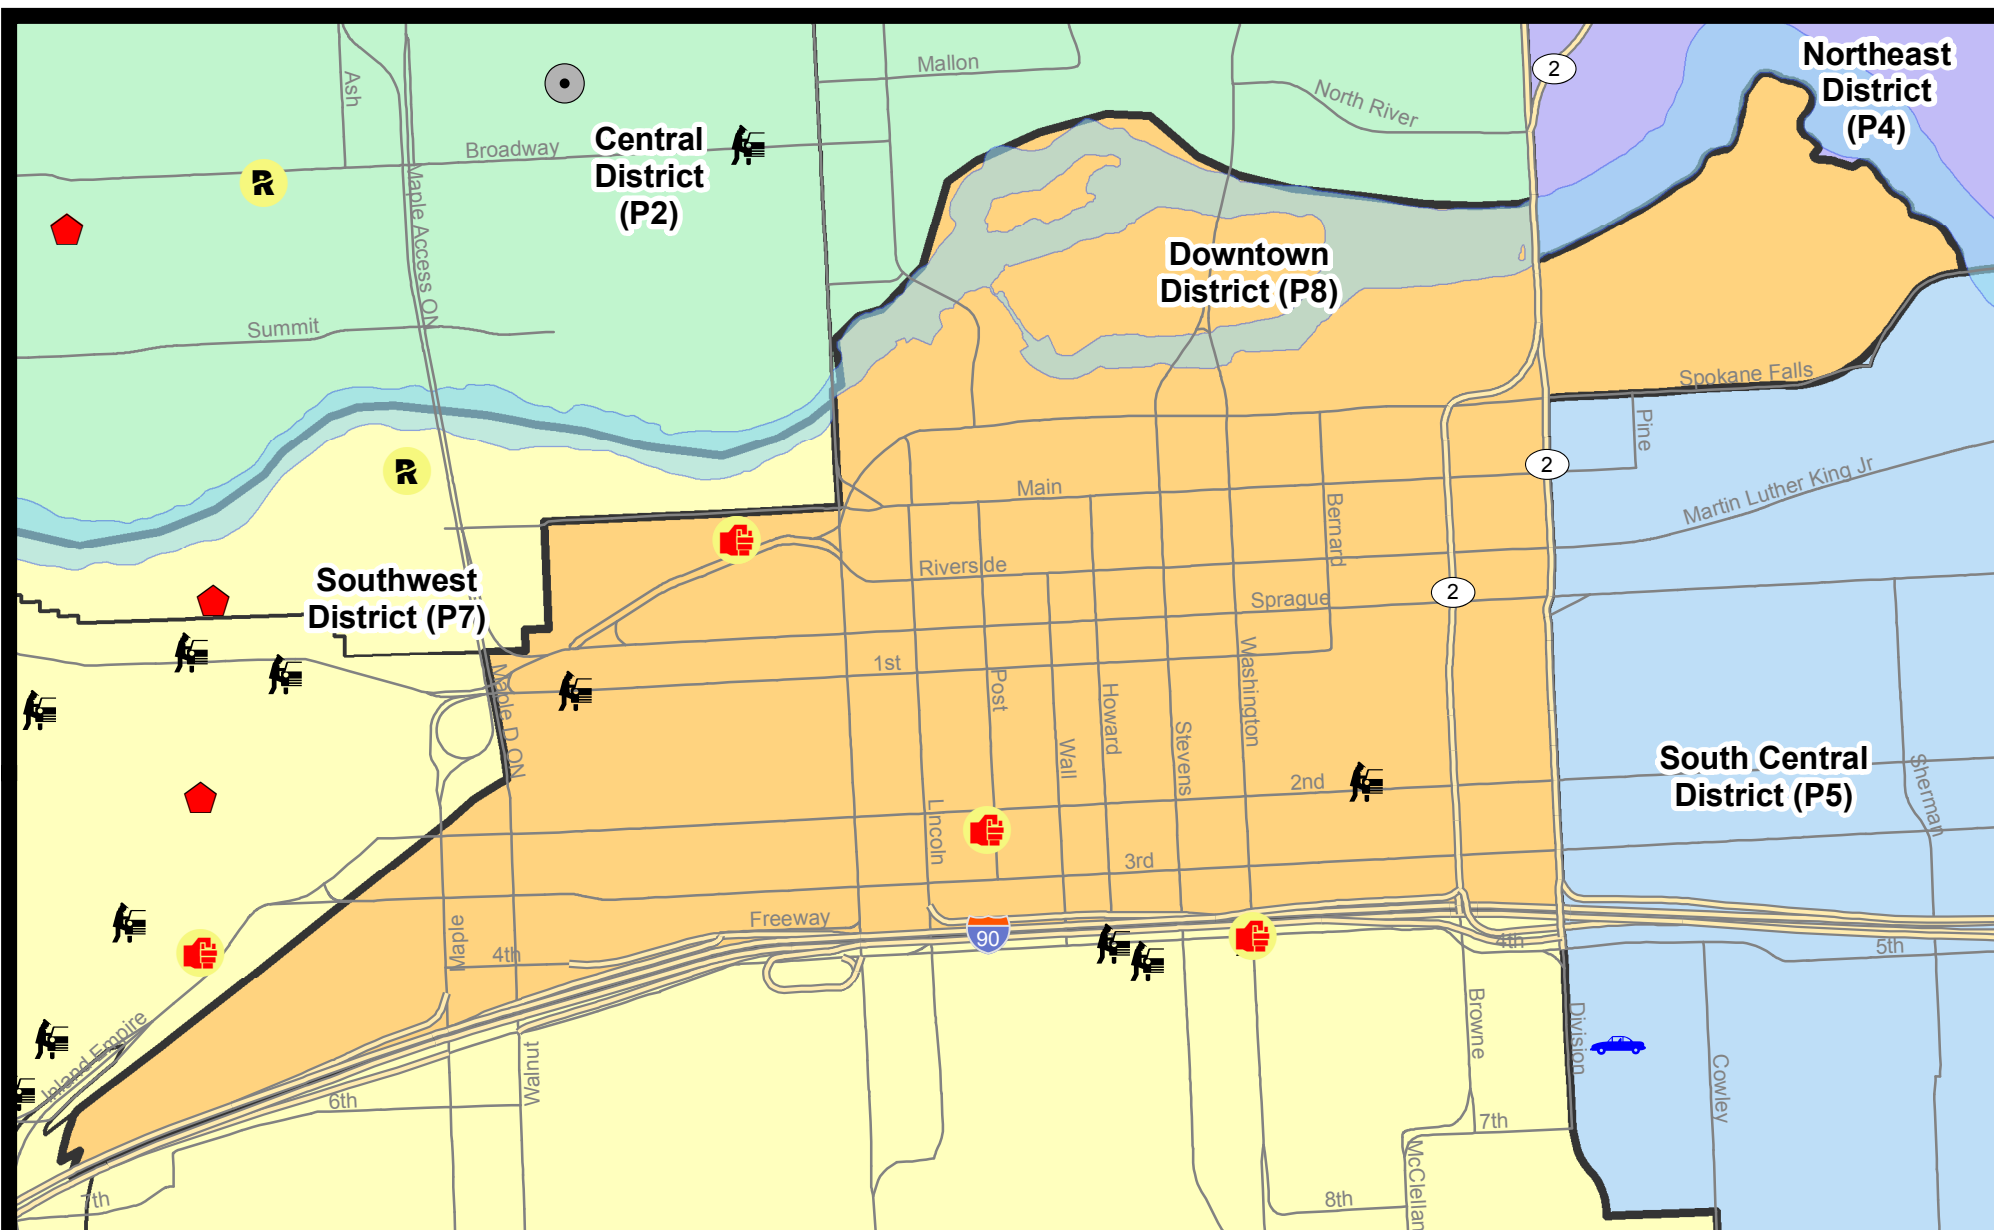 Northeast
District
(P4)
2
Mallon
Ash
North River
Central
District
(P2)
Broadway
R
Maple Access ON
Downtown
District (P8)
Summit
Spokane Falls
Pine
2
R
Main
Bernard
Martin Luther King Jr
Southwest
District (P7)
Riverside
Sprague
2
1st
Maple D ON
Post
Howard
Washington
Wall
Stevens
South Central
District (P5)
2nd
Sherman
Lncoln
3rd
Freeway
90
Maple
4th
4th
5th
Inland Empire
Walnut
Browne
Division
Cowley
6th
7th
7th
8th
McClellan